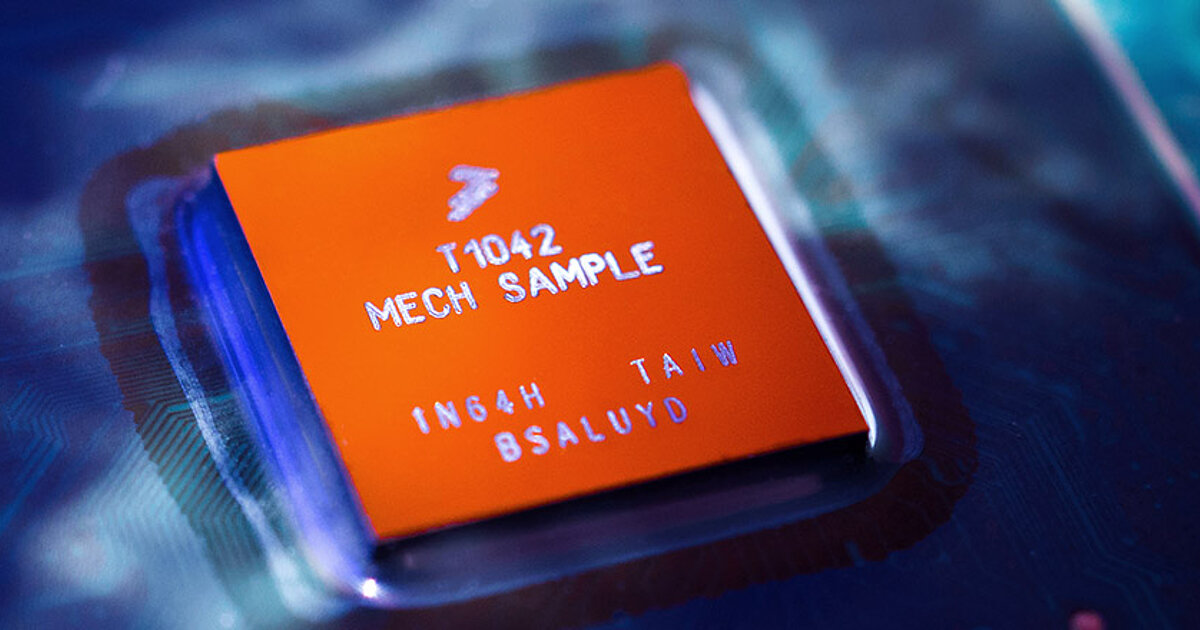 T1042
MECH SAMPLE
1N64H TAIW
BSALUYD